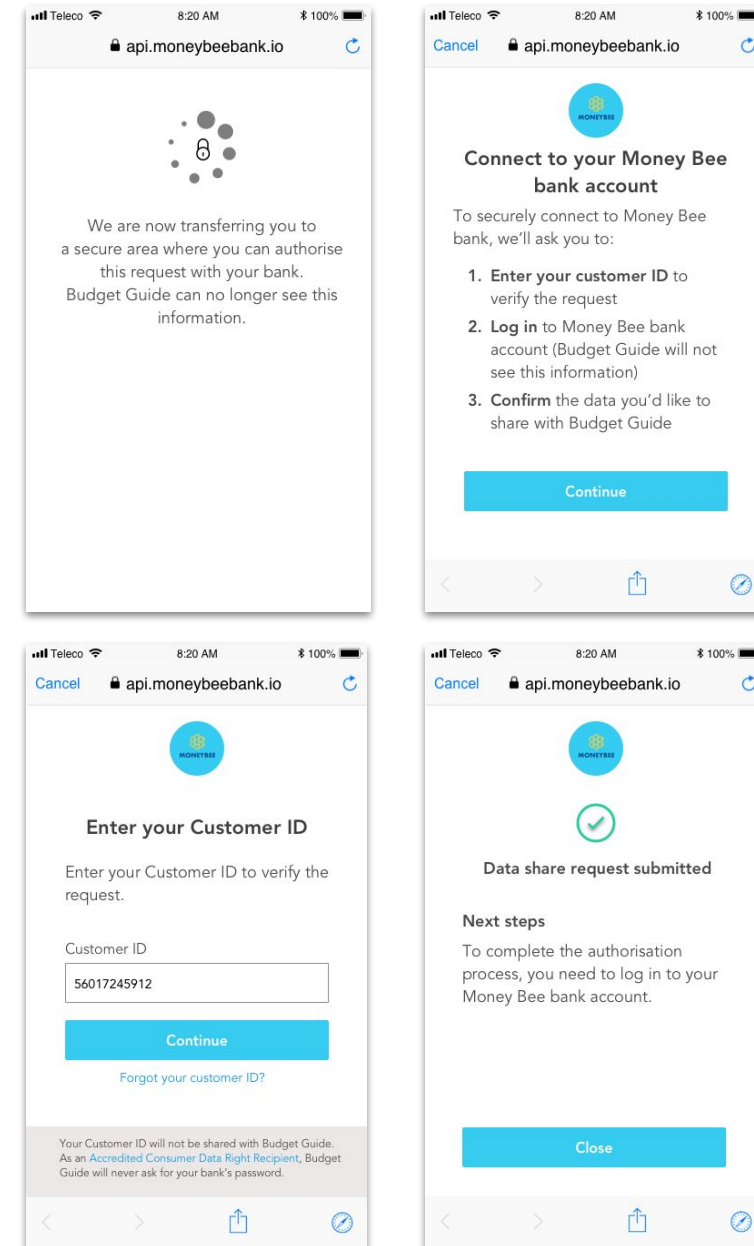 Teleco 8:20 AM 100%
api.moneybeebank.io
We are now transferring you to
a secure area where you can authorise
this request with your bank.
Budget Guide can no longer see this
information.
Teleco 8:20 AM 100%
Cancel api.moneybeebank.io
MONEYBEE
Connect to your Money Bee
bank account
To securely connect to Money Bee
bank, we’ll ask you to:
1. Enter your customer ID to
verify the request
2. Log in to Money Bee bank
account (Budget Guide will not
see this information)
3. Confirm the data you’d like to
share with Budget Guide
Continue
Teleco 8:20 AM 100%
Cancel api.moneybeebank.io
MONEYBEE
Enter your Customer ID
Enter your Customer ID to verify the
request.
Customer ID
56017245912
Continue
Forgot your customer ID?
Your Customer ID will not be shared with Budget Guide.
As an Accredited Consumer Data Right Recipient, Budget
Guide will never ask for your bank’s password.
Teleco 8:20 AM 100%
Cancel api.moneybeebank.io
MONEYBEE
Data share request submitted
Next steps
To complete the authorisation
process, you need to log in to your
Money Bee bank account.
Close